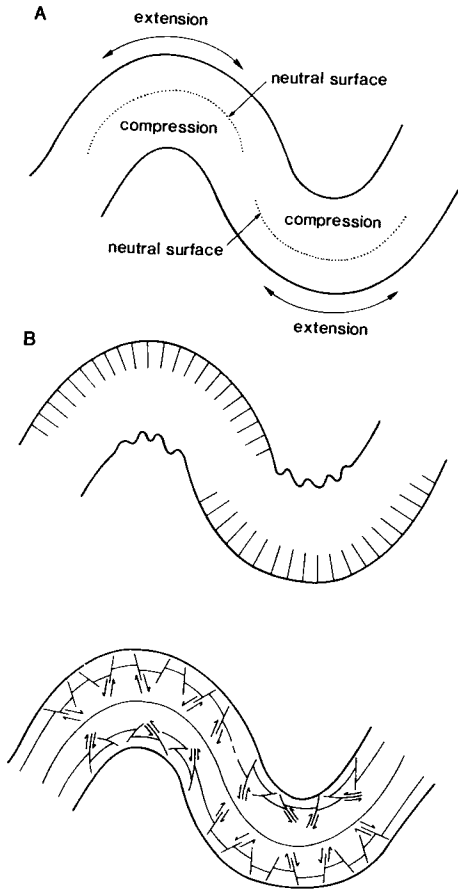 A
extension
neutral surface
compression
compression
neutral surface
extension
B